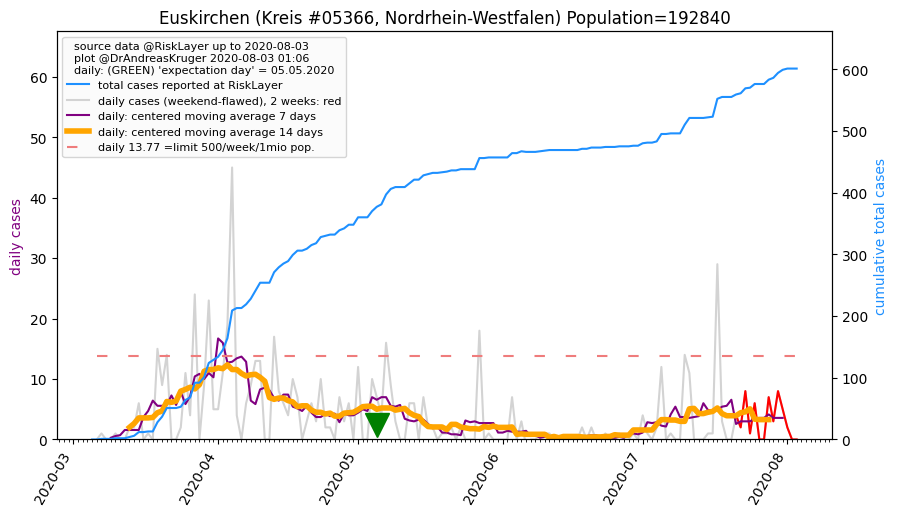 Euskirchen (Kreis #05366, Nordrhein-Westfalen) Population=192840
source data @RiskLayer up to 2020-08-03
plot @DrAndreasKruger 2020-08-03 01:06
daily: (GREEN) 'expectation day' = 05.05.2020
total cases reported at RiskLayer
daily cases (weekend-flawed), 2 weeks: red
daily: centered moving average 7 days
daily: centered moving average 14 days
daily 13.77 =limit 500/week/1mio pop.
daily cases
0
10
20
30
40
50
60
cumulative total cases
0
100
200
300
400
500
600
2020-03
2020-04
2020-05
2020-06
2020-07
2020-08